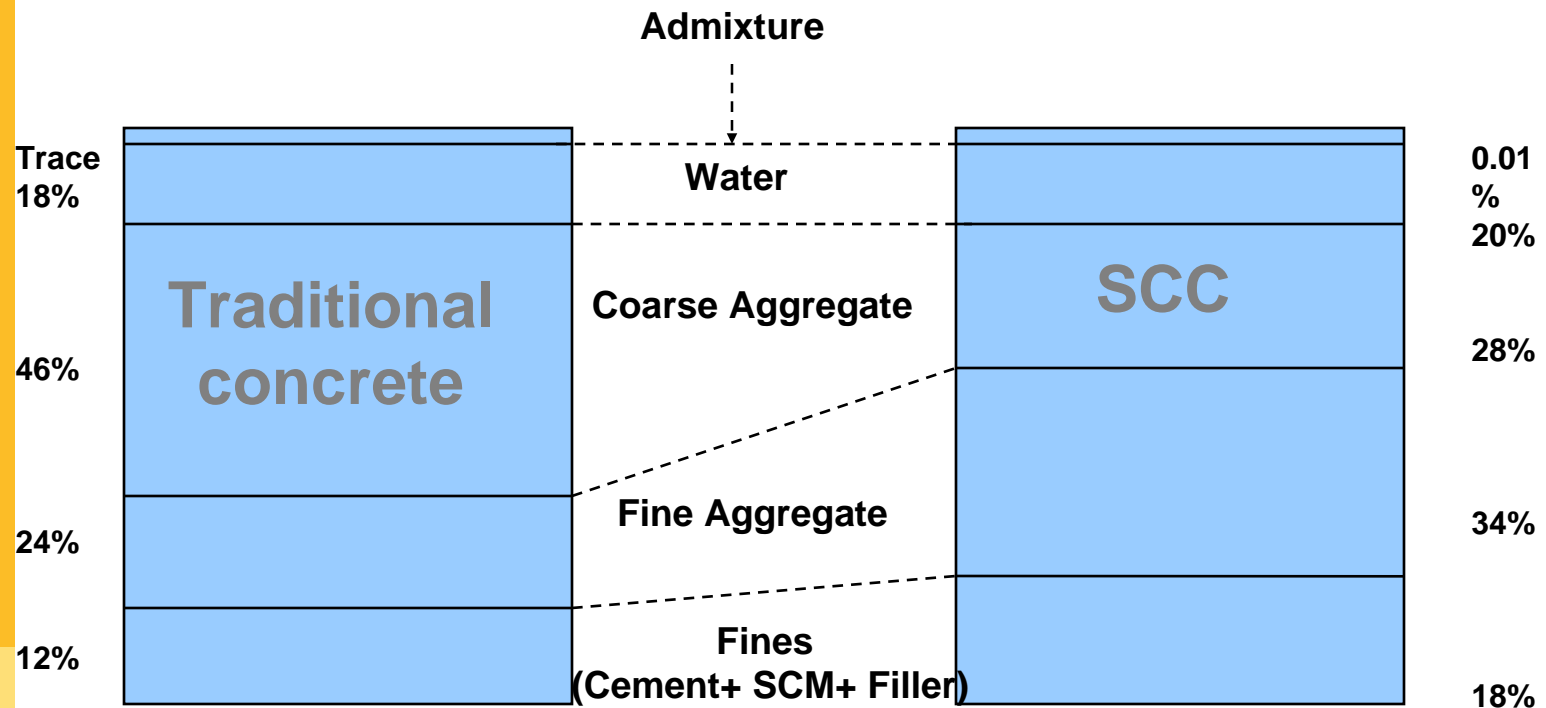 Admixture
Trace
18%
46%
24%
12%
Traditional
concrete
Water
Coarse Aggregate
Fine Aggregate
Fines
(Cement+ SCM+ Filler)
SCC
0.01
%
20%
28%
34%
18%